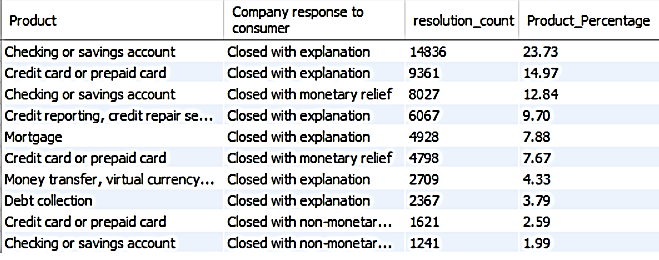 Product Company response to consumer resolution_count Product_Percentage
Checking or savings account Closed with explanation 14836 23.73
Credit card or prepaid card Closed with explanation 9361 14.97
Checking or savings account Closed with monetary relief 8027 12.84
Credit reporting, credit repair se... Closed with explanation 6067 9.70
Mortgage Closed with explanation 4928 7.88
Credit card or prepaid card Closed with monetary relief 4798 7.67
Money transfer, virtual currency... Closed with explanation 2709 4.33
Debt collection Closed with explanation 2367 3.79
Credit card or prepaid card Closed with non-monetar... 1621 2.59
Checking or savings account Closed with non-monetar... 1241 1.99